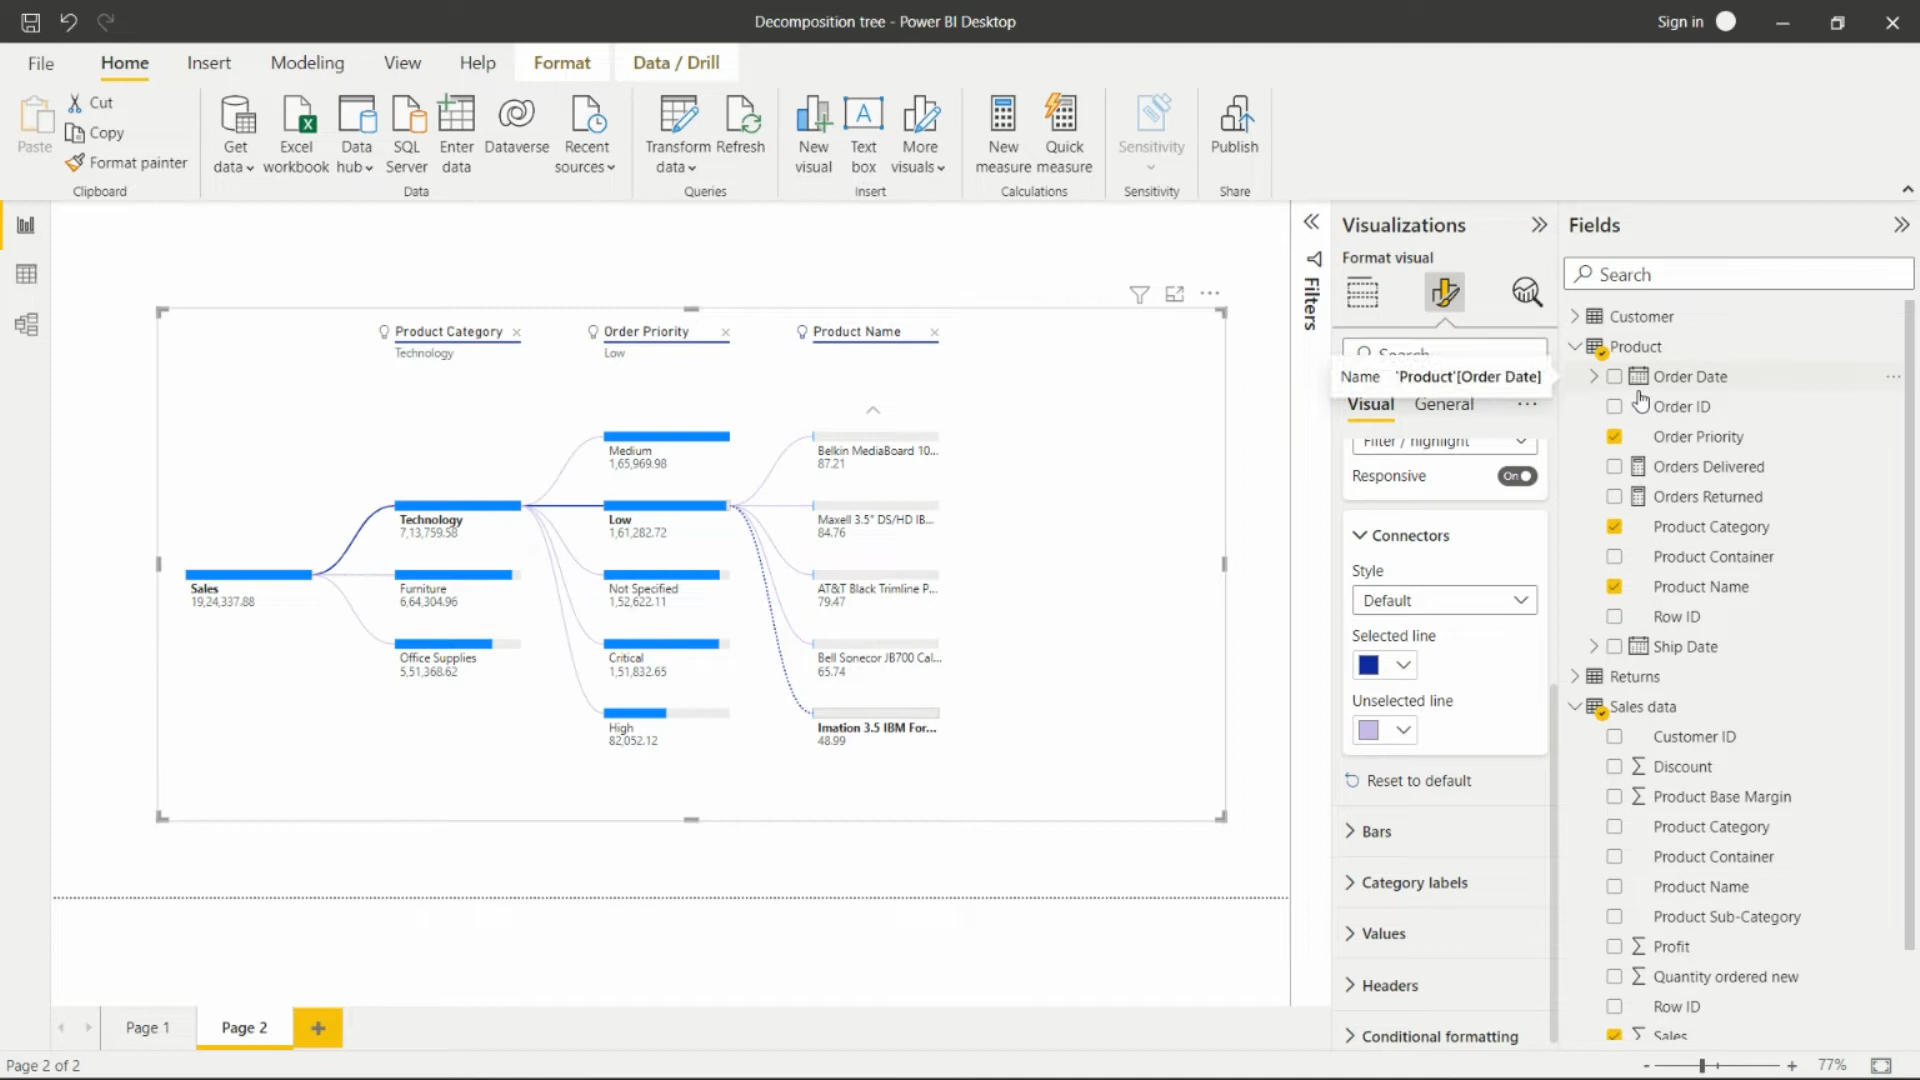 Decomposition tree - Power BI Desktop
Sign in
File
Home
Insert
Modeling
View
Help
Format
Data / Drill
Paste
Cut
Copy
Format painter
Clipboard
Get data
Excel workbook
Data hub
SQL Server
Enter data
Dataverse
Recent sources
Data
Transform data
Refresh
Queries
New visual
Text box
More visuals
Insert
New measure
Quick measure
Calculations
Sensitivity
Sensitivity
Publish
Share
Product Category
Technology
Order Priority
Low
Product Name
Sales
19,24,337.88
Technology
7,13,759.58
Furniture
6,64,304.96
Office Supplies
5,51,368.62
Medium
1,65,969.98
Low
1,61,282.72
Not Specified
1,52,622.11
Critical
1,51,832.65
High
82,052.12
Belkin MediaBoard 10...
87.21
Maxell 3.5" DS/HD IB...
84.76
AT&T Black Trimline P...
79.47
Bell Sonecor JB700 Cal...
65.74
Imation 3.5 IBM For...
48.99
Filters
Visualizations
Format visual
Search
Name 'Product'[Order Date]
Visual
General
Filter / highlight
Responsive
On
Connectors
Style
Default
Selected line
Unselected line
Reset to default
Bars
Category labels
Values
Headers
Conditional formatting
Fields
Search
Customer
Product
Order Date
Order ID
Order Priority
Orders Delivered
Orders Returned
Product Category
Product Container
Product Name
Row ID
Ship Date
Returns
Sales data
Customer ID
Discount
Product Base Margin
Product Category
Product Container
Product Name
Product Sub-Category
Profit
Quantity ordered new
Row ID
Sales
Page 1
Page 2
Page 2 of 2
77%